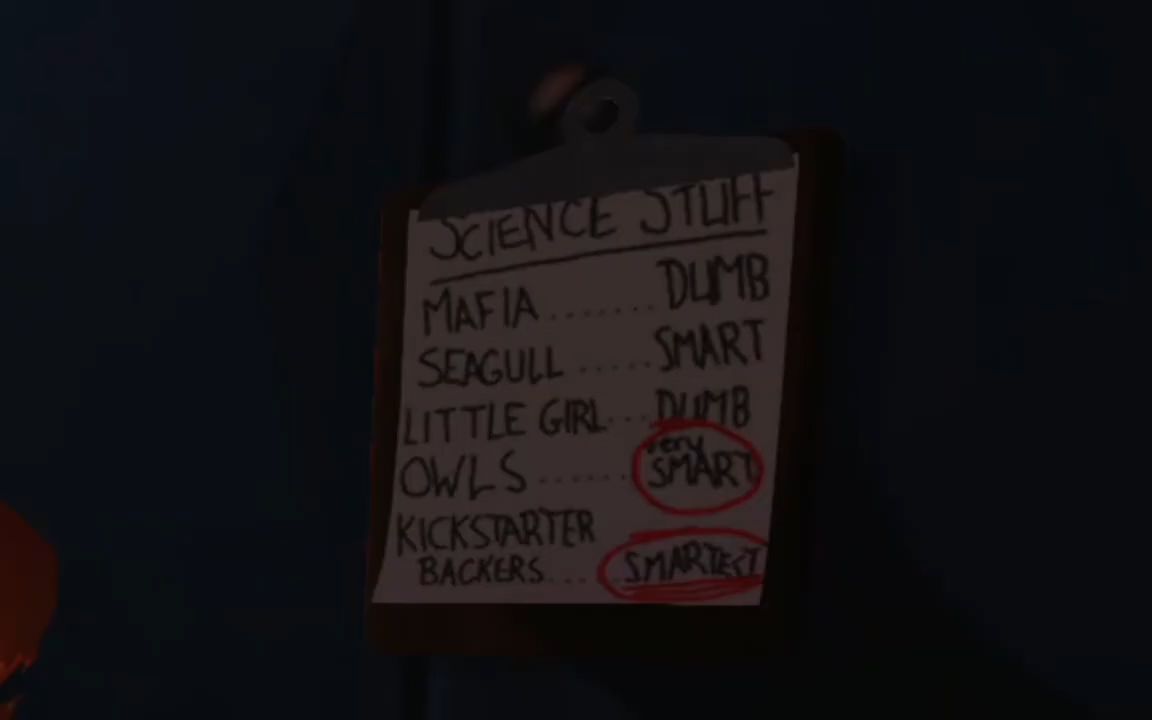 SCIENCE STUFF
MAFIA....... DUMB
SEAGULL ..... SMART
LITTLE GIRL... DUMB
OWLS ...... very SMART
KICKSTARTER
BACKERS.... SMARTEST